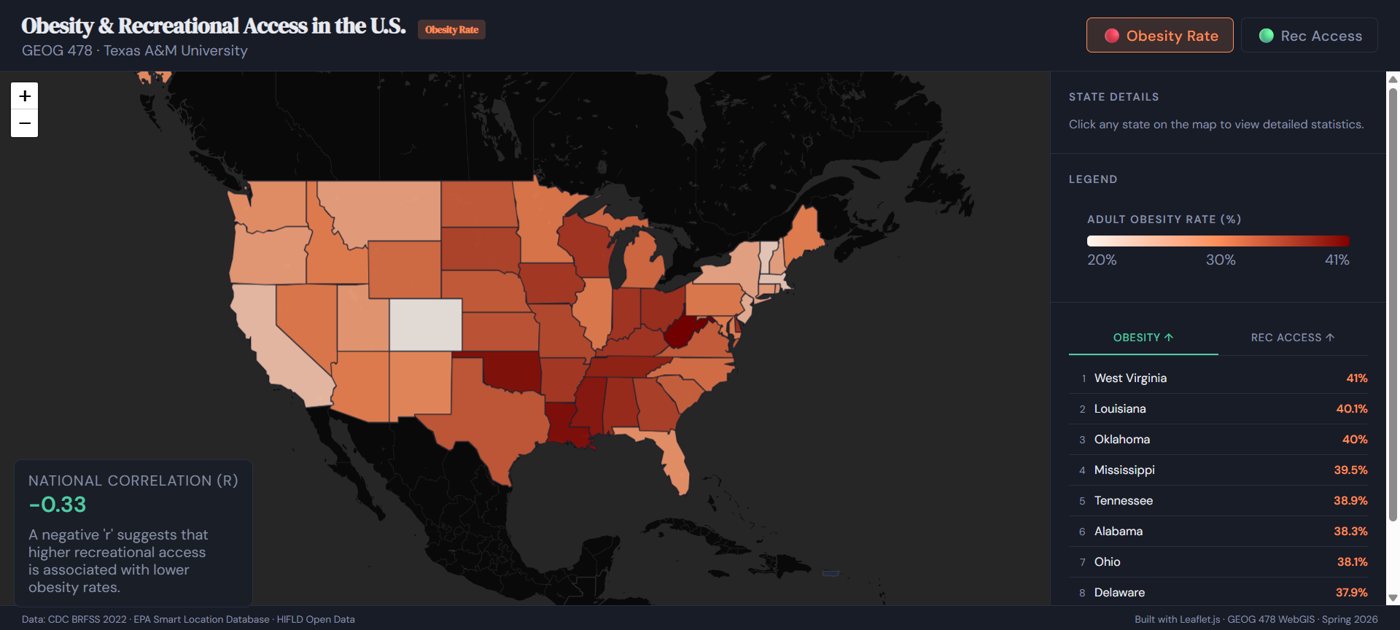 Obesity & Recreational Access in the U.S.
Obesity Rate
GEOG 478 · Texas A&M University
Obesity Rate
Rec Access
+
−
STATE DETAILS
Click any state on the map to view detailed statistics.
LEGEND
ADULT OBESITY RATE (%)
20% 30% 41%
OBESITY ↑ REC ACCESS ↑
1 West Virginia 41%
2 Louisiana 40.1%
3 Oklahoma 40%
4 Mississippi 39.5%
5 Tennessee 38.9%
6 Alabama 38.3%
7 Ohio 38.1%
8 Delaware 37.9%
NATIONAL CORRELATION (R)
-0.33
A negative 'r' suggests that
higher recreational access
is associated with lower
obesity rates.
Data: CDC BRFSS 2022 · EPA Smart Location Database · HIFLD Open Data
Built with Leaflet.js · GEOG 478 WebGIS · Spring 2026